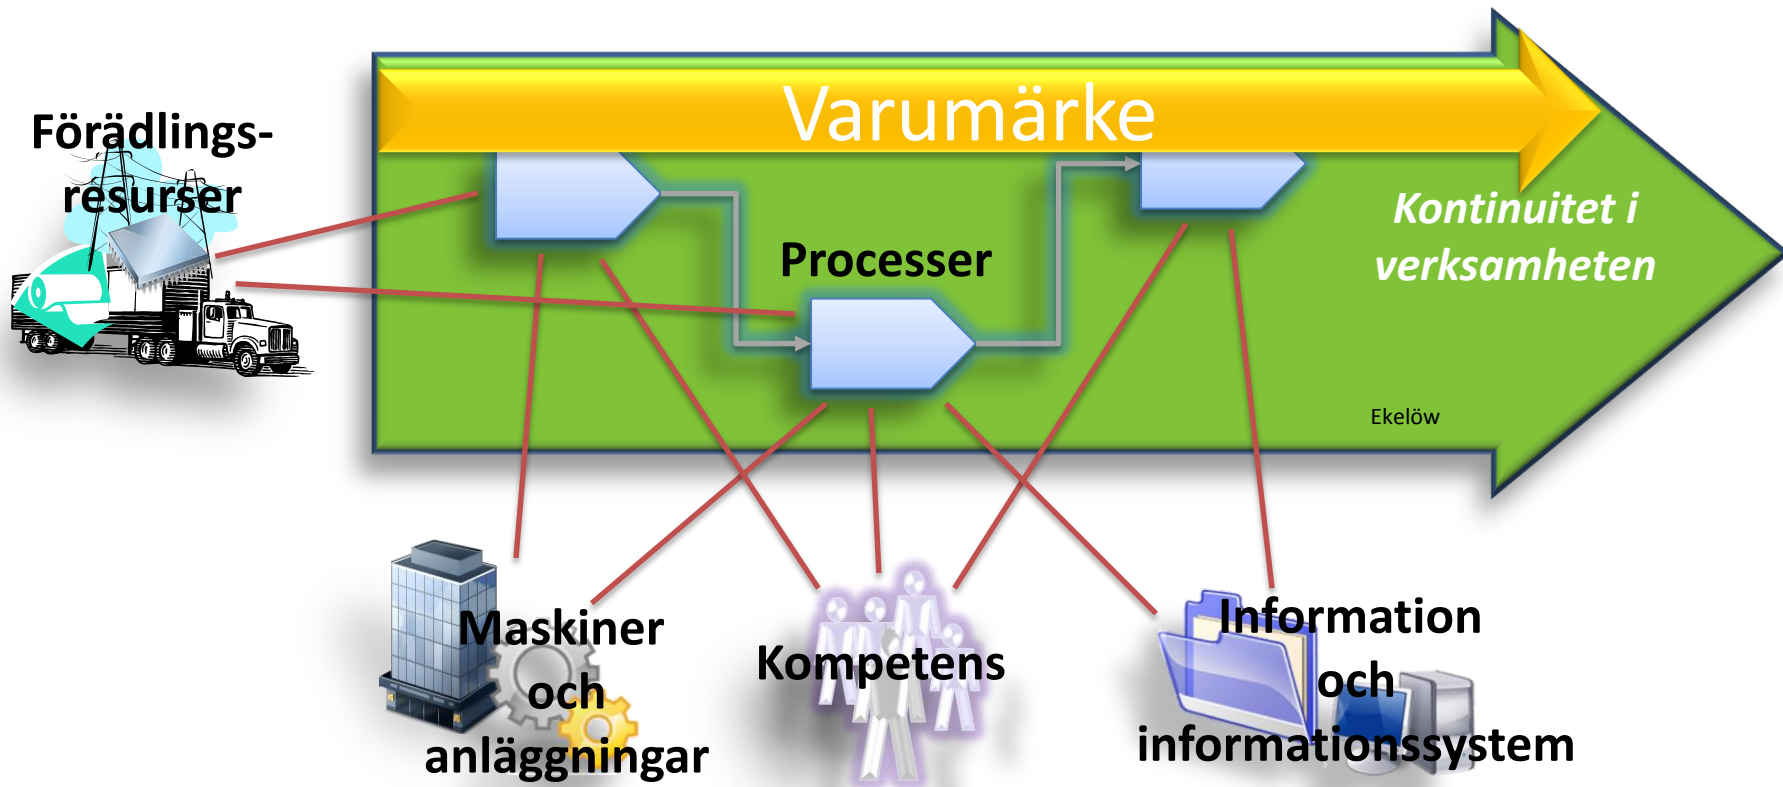 Varumärke
Förädlings-
resurser
Kontinuitet i
verksamheten
Processer
Ekelöw
Maskiner
och
anläggningar
Kompetens
Information
och
informationssystem